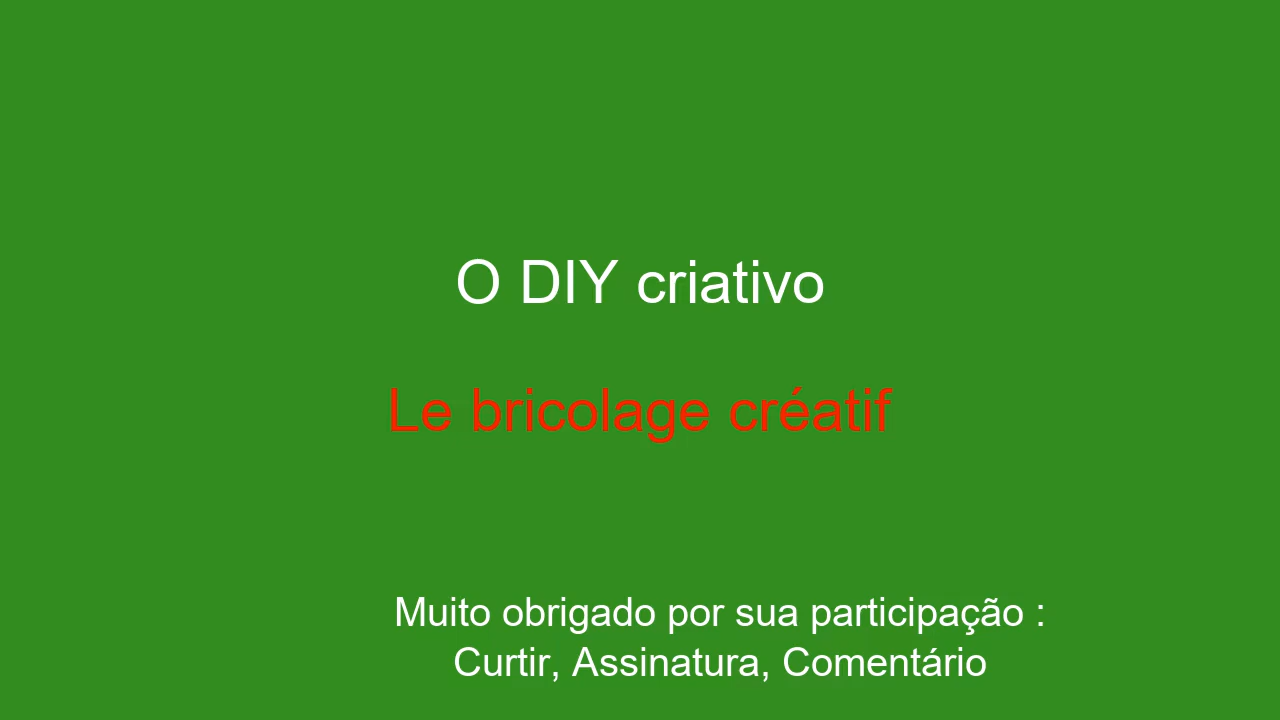 O DIY criativo
Le bricolage créatif
Muito obrigado por sua participação :
Curtir, Assinatura, Comentário